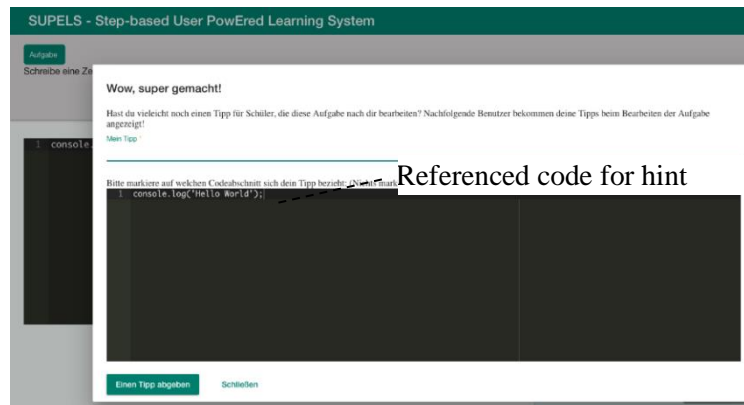 SUPELS - Step-based User PowEred Learning System
Aufgabe
Schreibe eine Ze
Wow, super gemacht!
Hast du vieleicht noch einen Tipp für Schüler, die diese Aufgabe nach dir bearbeiten? Nachfolgende Benutzer bekommen deine Tipps beim Bearbeiten der Aufgabe
angezeigt!
Mein Tipp *
1 console.
Referenced code for hint
Bitte markiere auf welchen Codeabschnitt sich dein Tipp bezieht: (Nichts mark
1 console.log('Hello World');
Einen Tipp abgeben
Schließen